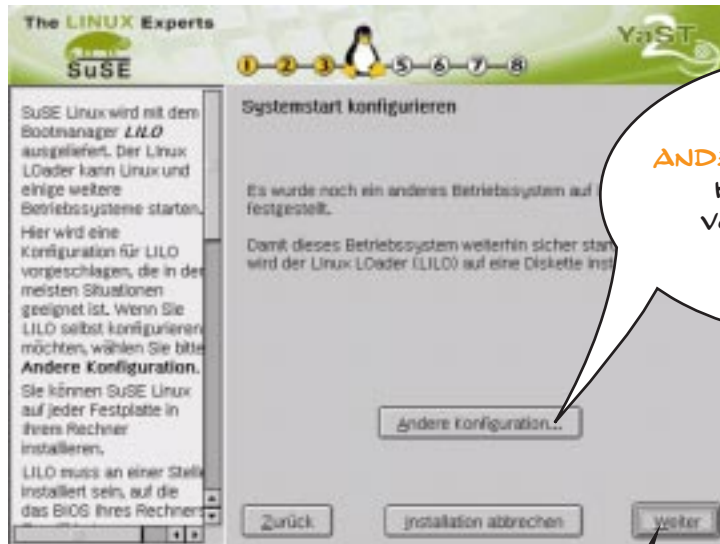 The LINUX Experts
SuSE
1 2 3 5 6 7 8
YaST
2
SuSE Linux wird mit dem
Bootmanager LILO
ausgeliefert. Der Linux
LOader kann Linux und
einige weitere
Betriebssysteme starten.
Hier wird eine
Konfiguration für LILO
vorgeschlagen, die in den
meisten Situationen
geeignet ist. Wenn Sie
LILO selbst konfigurieren
möchten, wählen Sie bitte
Andere Konfiguration.
Sie können SuSE Linux
auf jeder Festplatte in
Ihrem Rechner
installieren.
LILO muss an einer Stelle
installiert sein, auf die
das BIOS Ihres Rechners
Systemstart konfigurieren
Es wurde noch ein anderes Betriebssystem auf
festgestellt.
Damit dieses Betriebssystem weiterhin sicher
wird der Linux LOader (LILO) auf eine Diskette
Andere Konfiguration...
Zurück
Installation abbrechen
Weiter